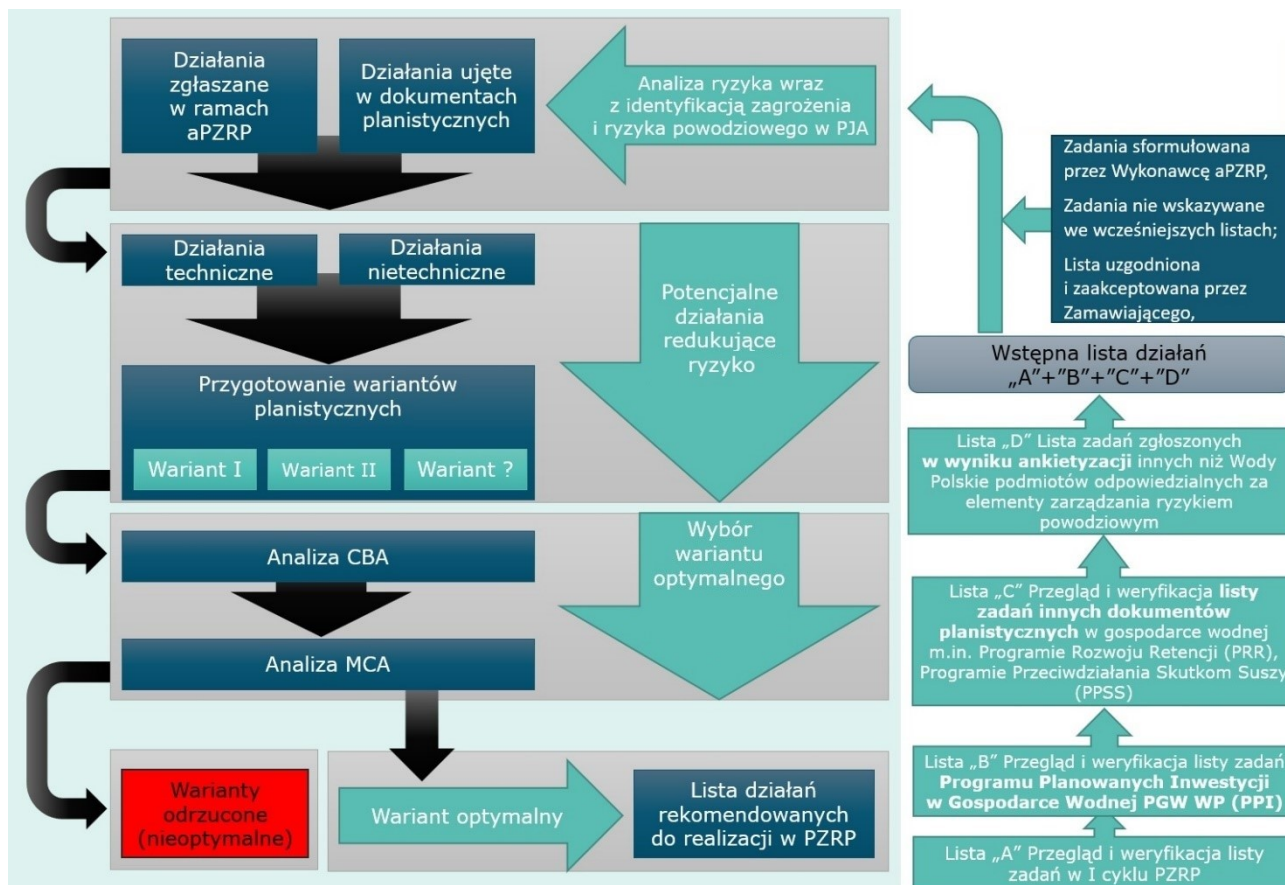 Działania
zgłaszane
w ramach
aPZRP
Działania ujęte
w dokumentach
planistycznych
Analiza ryzyka wraz
z identyfikacją zagrożenia
i ryzyka powodziowego w PJA
Działania
techniczne
Działania
nietechniczne
Przygotowanie wariantów
planistycznych
Wariant I
Wariant II
Wariant ?
Potencjalne
działania
redukujące
ryzyko
Analiza CBA
Analiza MCA
Wybór
wariantu
optymalnego
Warianty
odrzucone
(nieoptymalne)
Wariant optymalny
Lista działań
rekomendowanych
do realizacji w PZRP
Zadania sformułowana
przez Wykonawcę aPZRP,
Zadania nie wskazywane
we wcześniejszych listach;
Lista uzgodniona
i zaakceptowana przez
Zamawiającego,
Wstępna lista działań
„A”+”B”+”C”+”D”
Lista „D” Lista zadań zgłoszonych
w wyniku ankietyzacji innych niż Wody
Polskie podmiotów odpowiedzialnych za
elementy zarządzania ryzykiem
powodziowym
Lista „C” Przegląd i weryfikacja listy
zadań innych dokumentów
planistycznych w gospodarce wodnej
m.in. Programie Rozwoju Retencji (PRR),
Programie Przeciwdziałania Skutkom Suszy
(PPSS)
Lista „B” Przegląd i weryfikacja listy zadań
Programu Planowanych Inwestycji
w Gospodarce Wodnej PGW WP (PPI)
Lista „A” Przegląd i weryfikacja listy
zadań w I cyklu PZRP